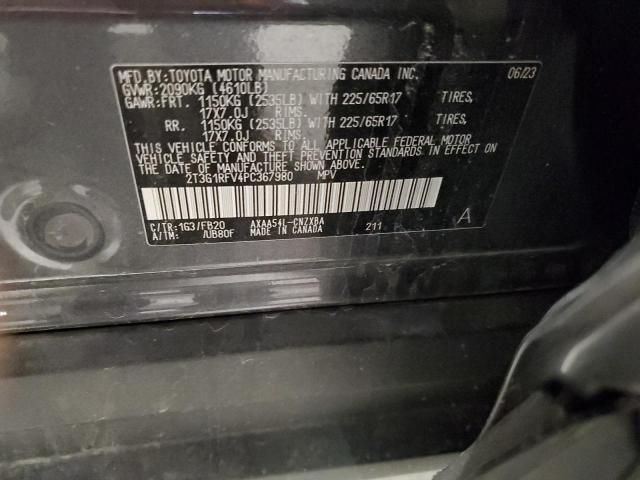 MFD.BY:TOYOTA MOTOR MANUFACTURING CANADA INC. 06/23
GVWR:2090KG (4610LB)
GAWR:FRT. 1150KG (2535LB) WITH 225/65R17 TIRES,
17X7.0J RIMS.
RR. 1150KG (2535LB) WITH 225/65R17 TIRES,
17X7.0J RIMS.
THIS VEHICLE CONFORMS TO ALL APPLICABLE FEDERAL MOTOR
VEHICLE SAFETY AND THEFT PREVENTION STANDARDS IN EFFECT ON
THE DATE OF MANUFACTURE SHOWN ABOVE.
2T3G1RFV4PC367980 MPV
C/TR:1G3/FB20 AXAA54L-CNZXBA 211 A
A/TM: /UB80F MADE IN CANADA